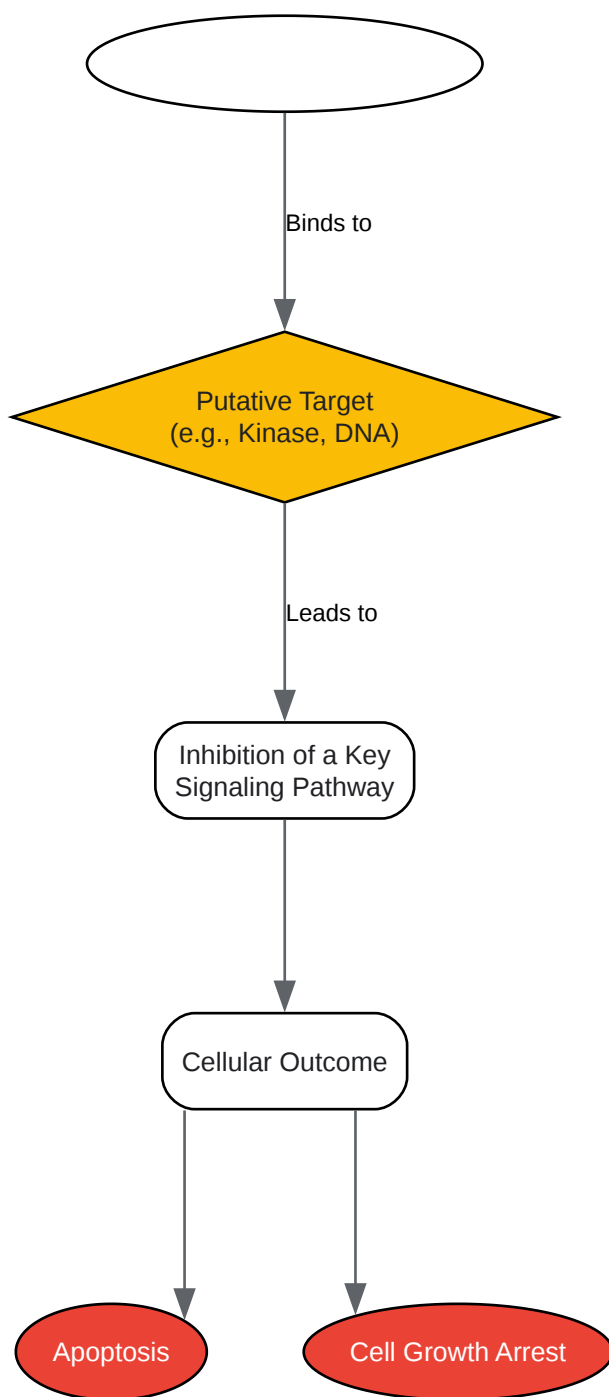 Binds to
Putative Target
(e.g., Kinase, DNA)
Leads to
Inhibition of a Key
Signaling Pathway
Cellular Outcome
Apoptosis
Cell Growth Arrest